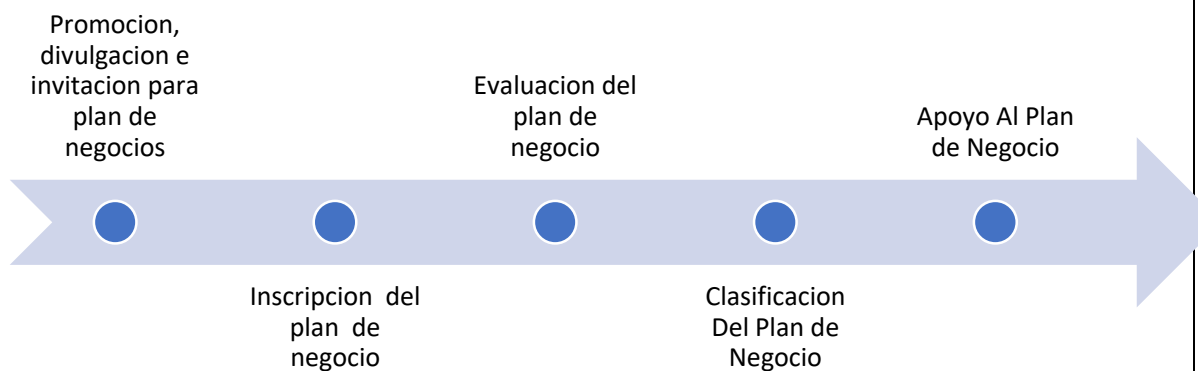 Promocion,
divulgacion e
invitacion para
plan de
negocios
Inscripcion del
plan de
negocio
Evaluacion del
plan de
negocio
Clasificacion
Del Plan de
Negocio
Apoyo Al Plan
de Negocio